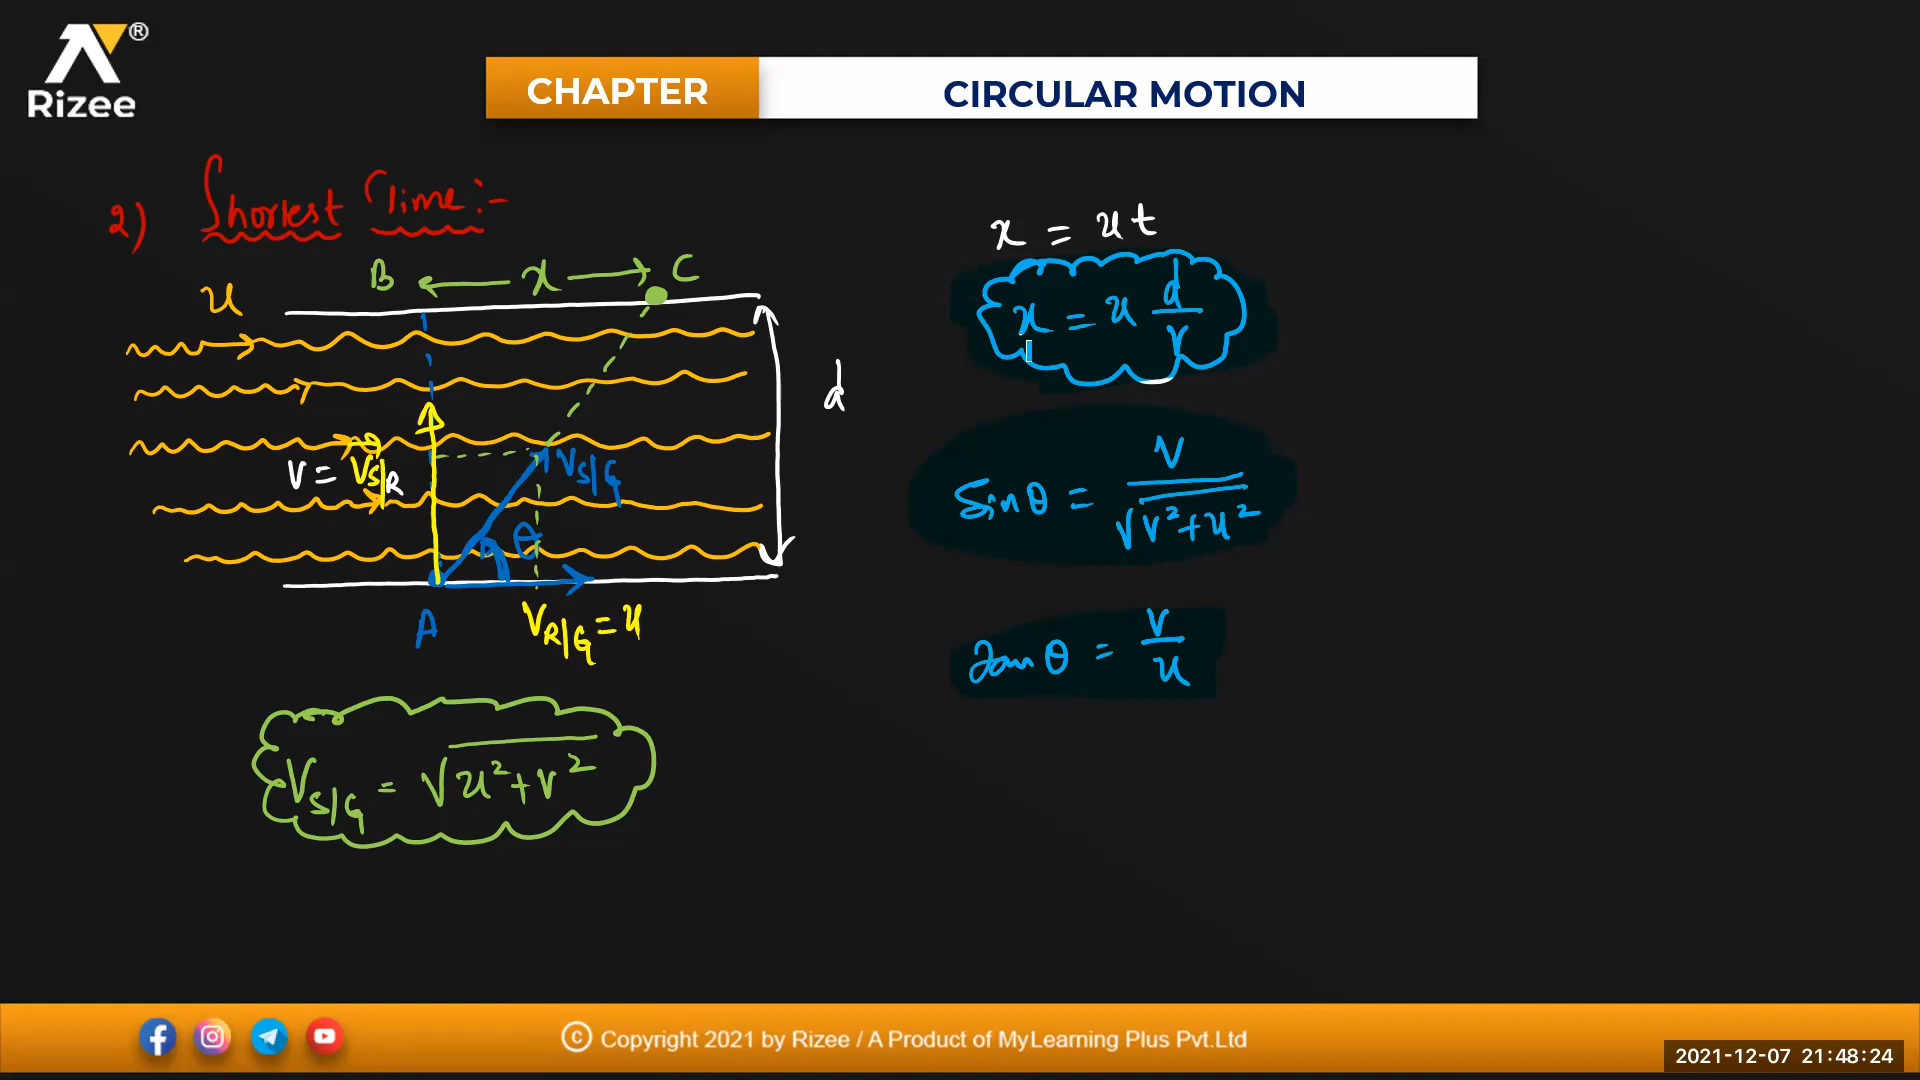 Rizee®
CHAPTER
CIRCULAR MOTION
2) Shortest Time:-
B ← x → C
u
d
V = VS/R
VS/G
θ
A
VR/G = u
VS/G = √u²+v²
x = ut
x = u d/v
Sinθ = V/√v²+u²
Tan θ = v/u
© Copyright 2021 by Rizee / A Product of MyLearning Plus Pvt.Ltd
2021-12-07 21:48:24